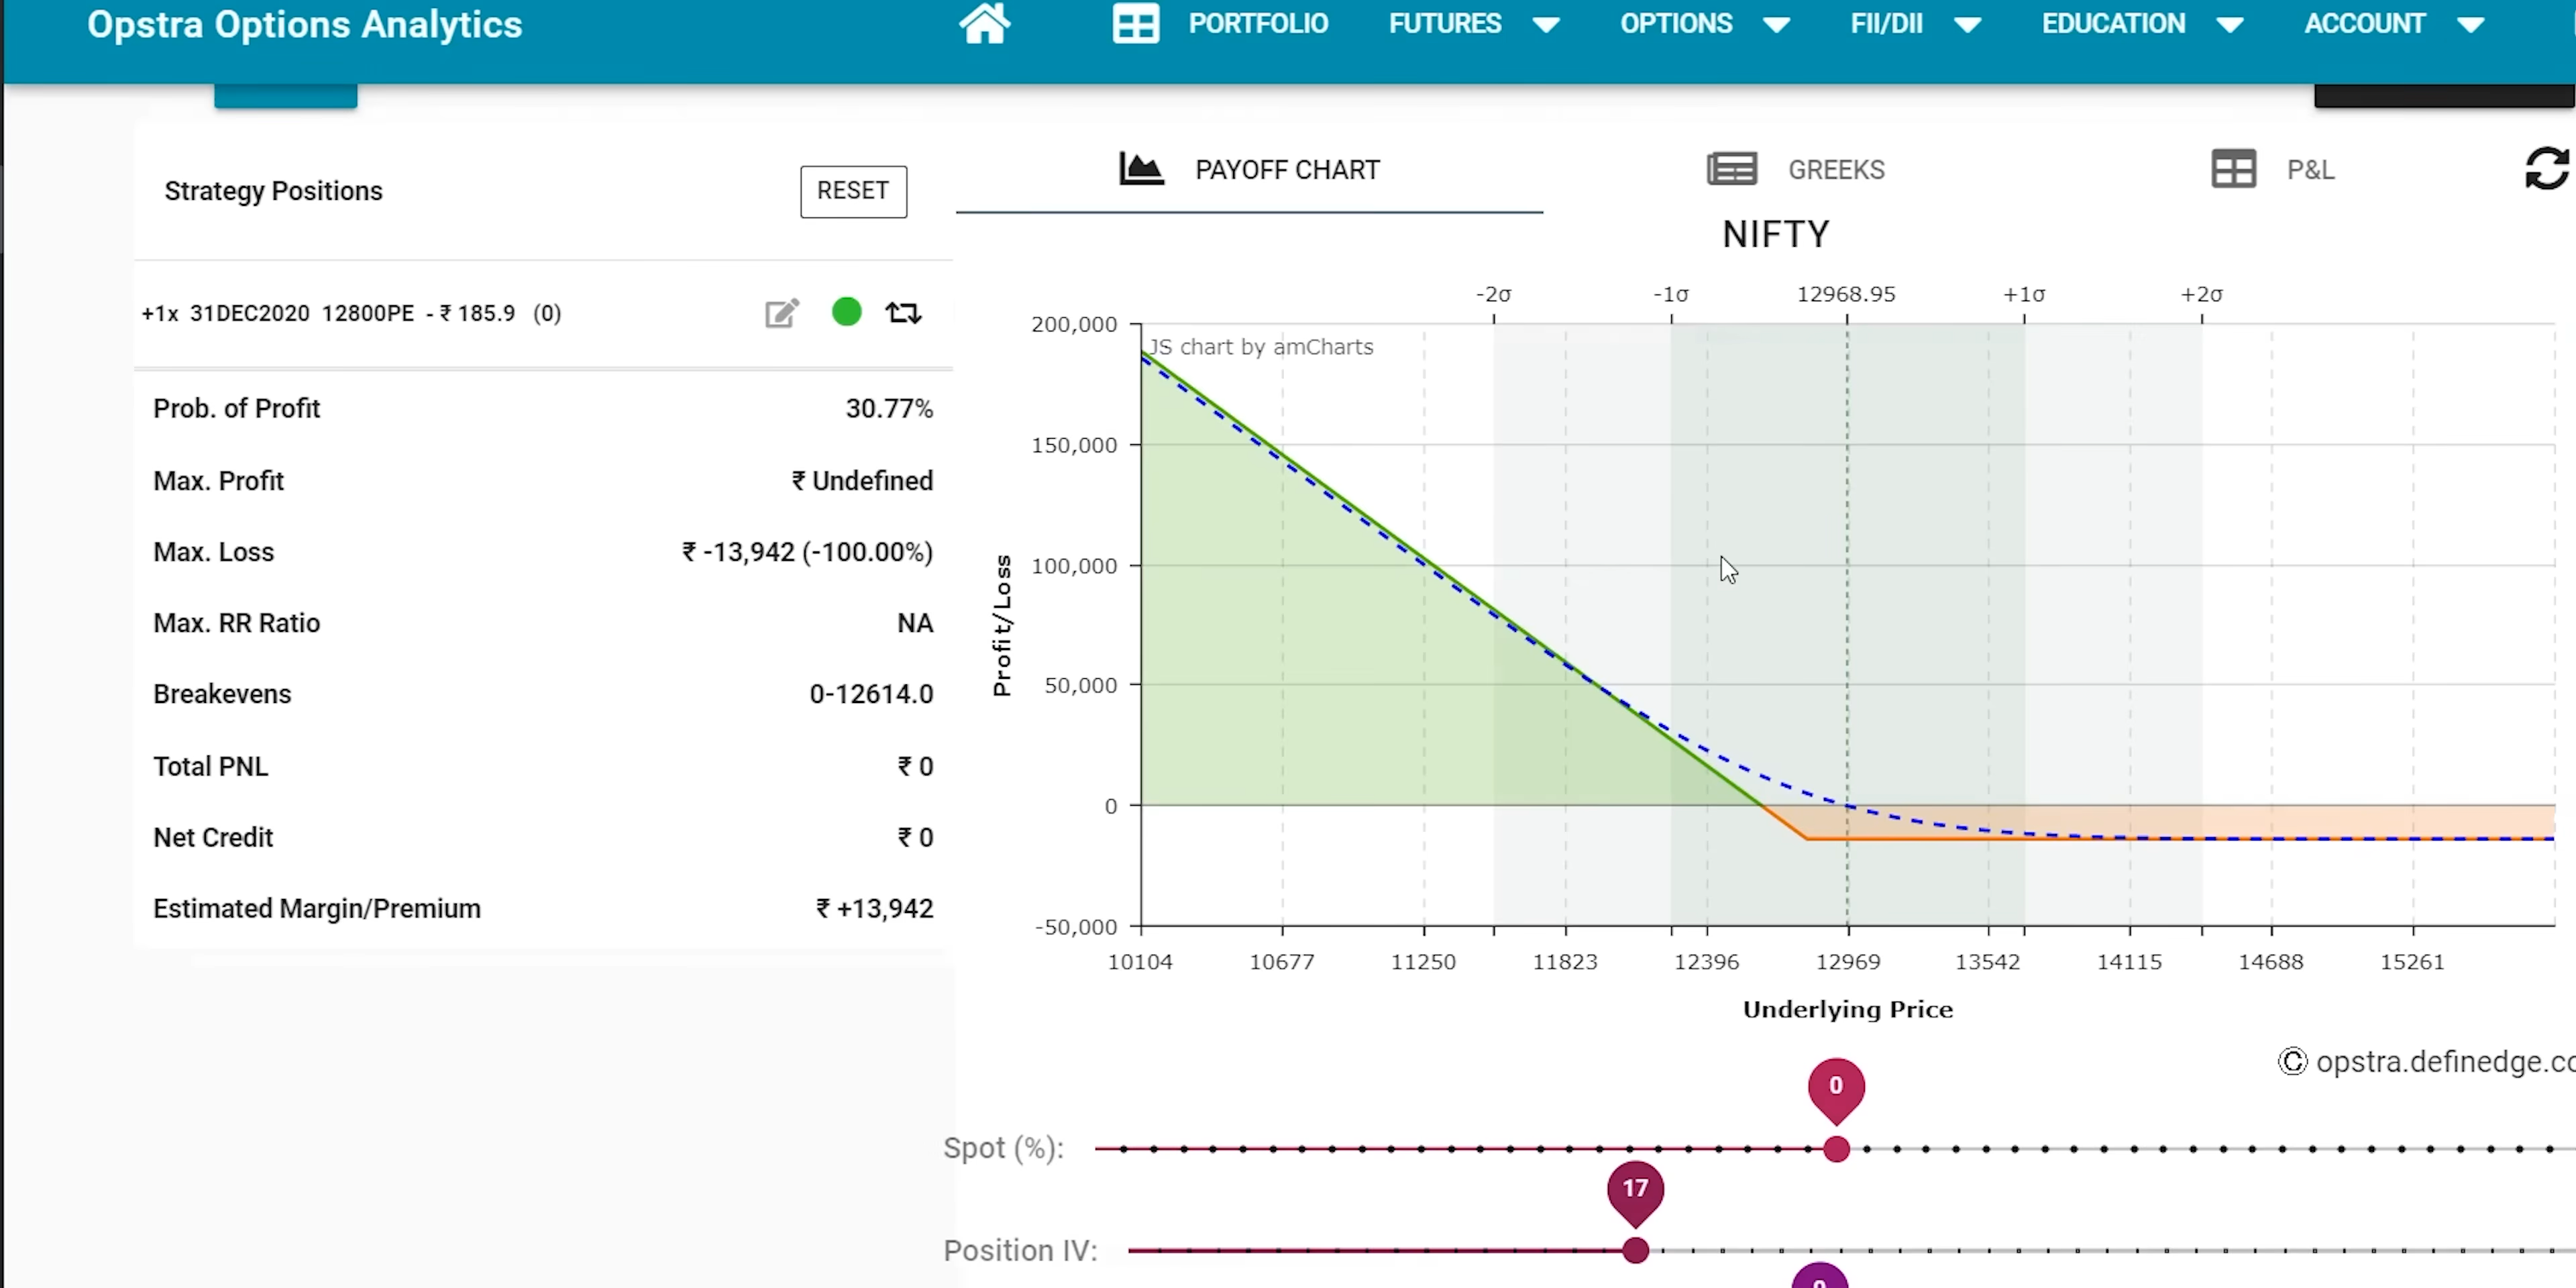 Opstra Options Analytics
PORTFOLIO FUTURES OPTIONS FII/DII EDUCATION ACCOUNT
Strategy Positions RESET
+1x 31DEC2020 12800PE - ₹ 185.9 (0)
Prob. of Profit 30.77%
Max. Profit ₹ Undefined
Max. Loss ₹ -13,942 (-100.00%)
Max. RR Ratio NA
Breakevens 0-12614.0
Total PNL ₹ 0
Net Credit ₹ 0
Estimated Margin/Premium ₹ +13,942
PAYOFF CHART GREEKS P&L
NIFTY
-2σ -1σ 12968.95 +1σ +2σ
JS chart by amCharts
200,000
150,000
100,000
50,000
0
-50,000
Profit/Loss
10104 10677 11250 11823 12396 12969 13542 14115 14688 15261
Underlying Price
© opstra.definedge.co
0
Spot (%):
17
Position IV: